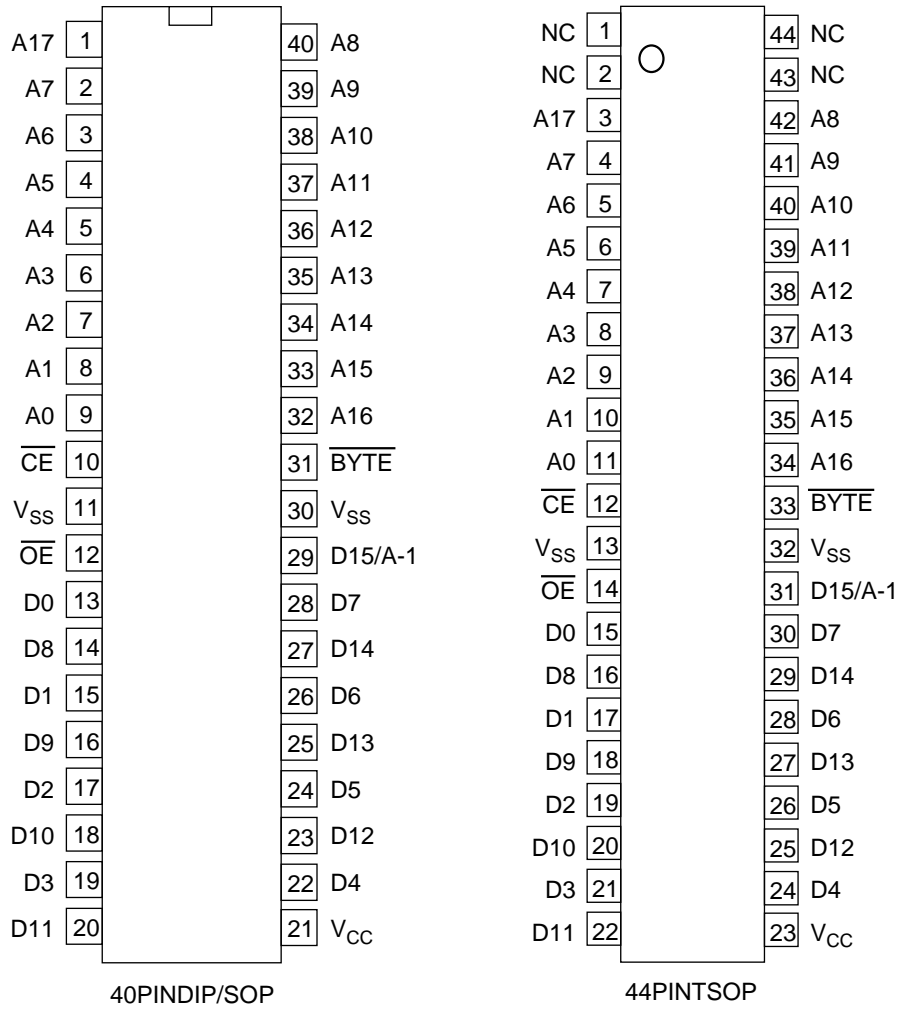 A17 1 40 A8
A7 2 39 A9
A6 3 38 A10
A5 4 37 A11
A4 5 36 A12
A3 6 35 A13
A2 7 34 A14
A1 8 33 A15
A0 9 32 A16
C̅E̅ 10 31 B̅Y̅T̅E̅
VSS 11 30 VSS
O̅E̅ 12 29 D15/A-1
D0 13 28 D7
D8 14 27 D14
D1 15 26 D6
D9 16 25 D13
D2 17 24 D5
D10 18 23 D12
D3 19 22 D4
D11 20 21 VCC
40PINDIP/SOP
NC 1 44 NC
NC 2 43 NC
A17 3 42 A8
A7 4 41 A9
A6 5 40 A10
A5 6 39 A11
A4 7 38 A12
A3 8 37 A13
A2 9 36 A14
A1 10 35 A15
A0 11 34 A16
C̅E̅ 12 33 B̅Y̅T̅E̅
VSS 13 32 VSS
O̅E̅ 14 31 D15/A-1
D0 15 30 D7
D8 16 29 D14
D1 17 28 D6
D9 18 27 D13
D2 19 26 D5
D10 20 25 D12
D3 21 24 D4
D11 22 23 VCC
44PINTSOP